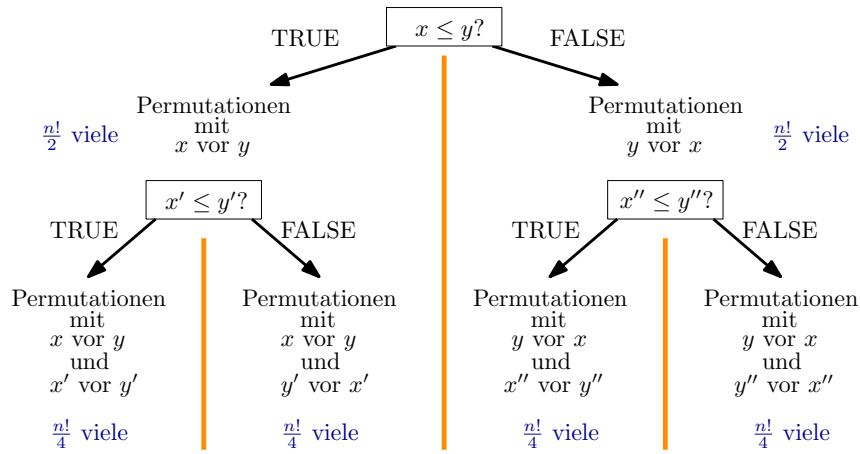 x ≤ y?
TRUE
FALSE
Permutationen
mit
x vor y
n!/2 viele
Permutationen
mit
y vor x
n!/2 viele
x′ ≤ y′?
TRUE
FALSE
x″ ≤ y″?
TRUE
FALSE
Permutationen
mit
x vor y
und
x′ vor y′
n!/4 viele
Permutationen
mit
x vor y
und
y′ vor x′
n!/4 viele
Permutationen
mit
y vor x
und
x″ vor y″
n!/4 viele
Permutationen
mit
y vor x
und
y″ vor x″
n!/4 viele